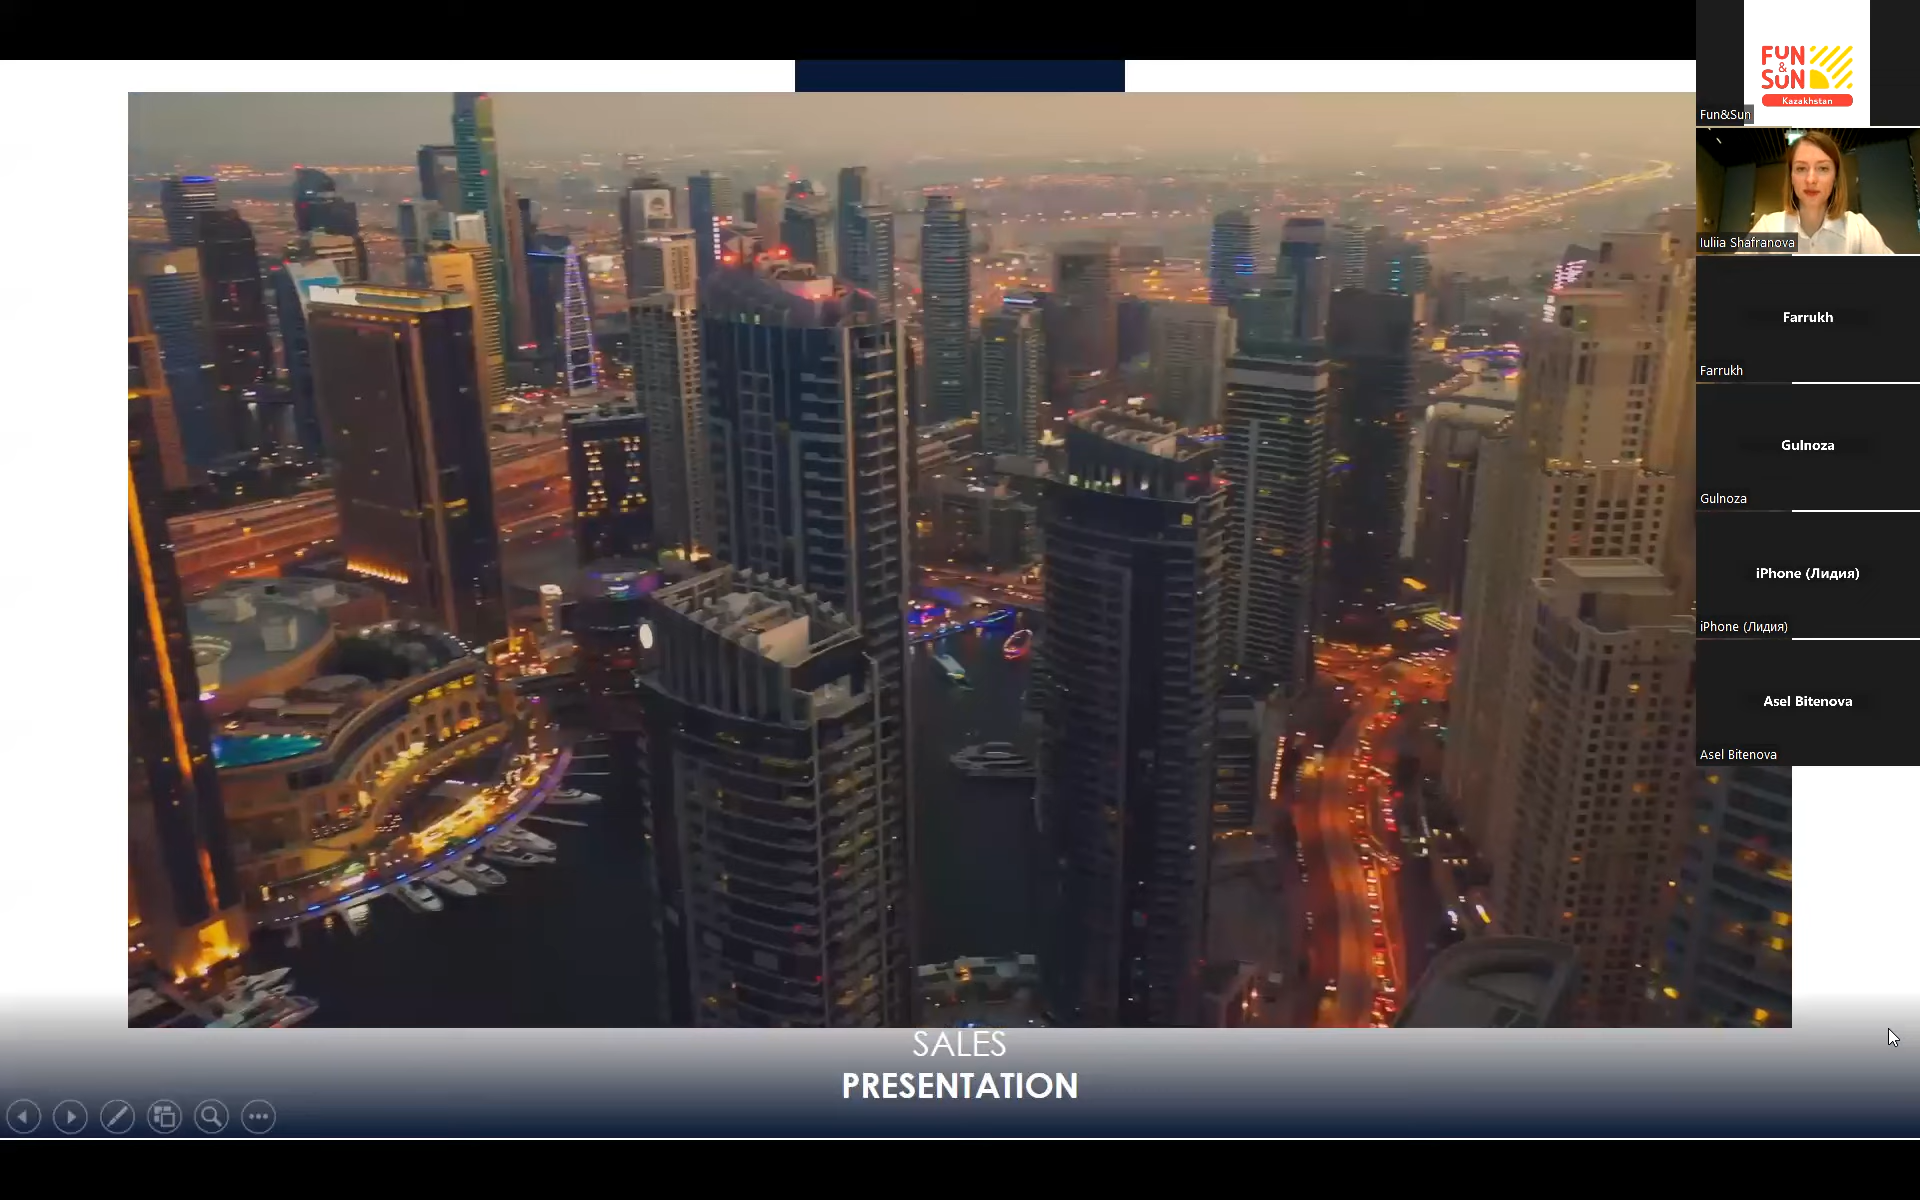 FUN
&
SUN
Kazakhstan
Fun&Sun
Iuliia Shafranova
Farrukh
Farrukh
Gulnoza
Gulnoza
iPhone (Лидия)
iPhone (Лидия)
Asel Bitenova
Asel Bitenova
SALES
PRESENTATION